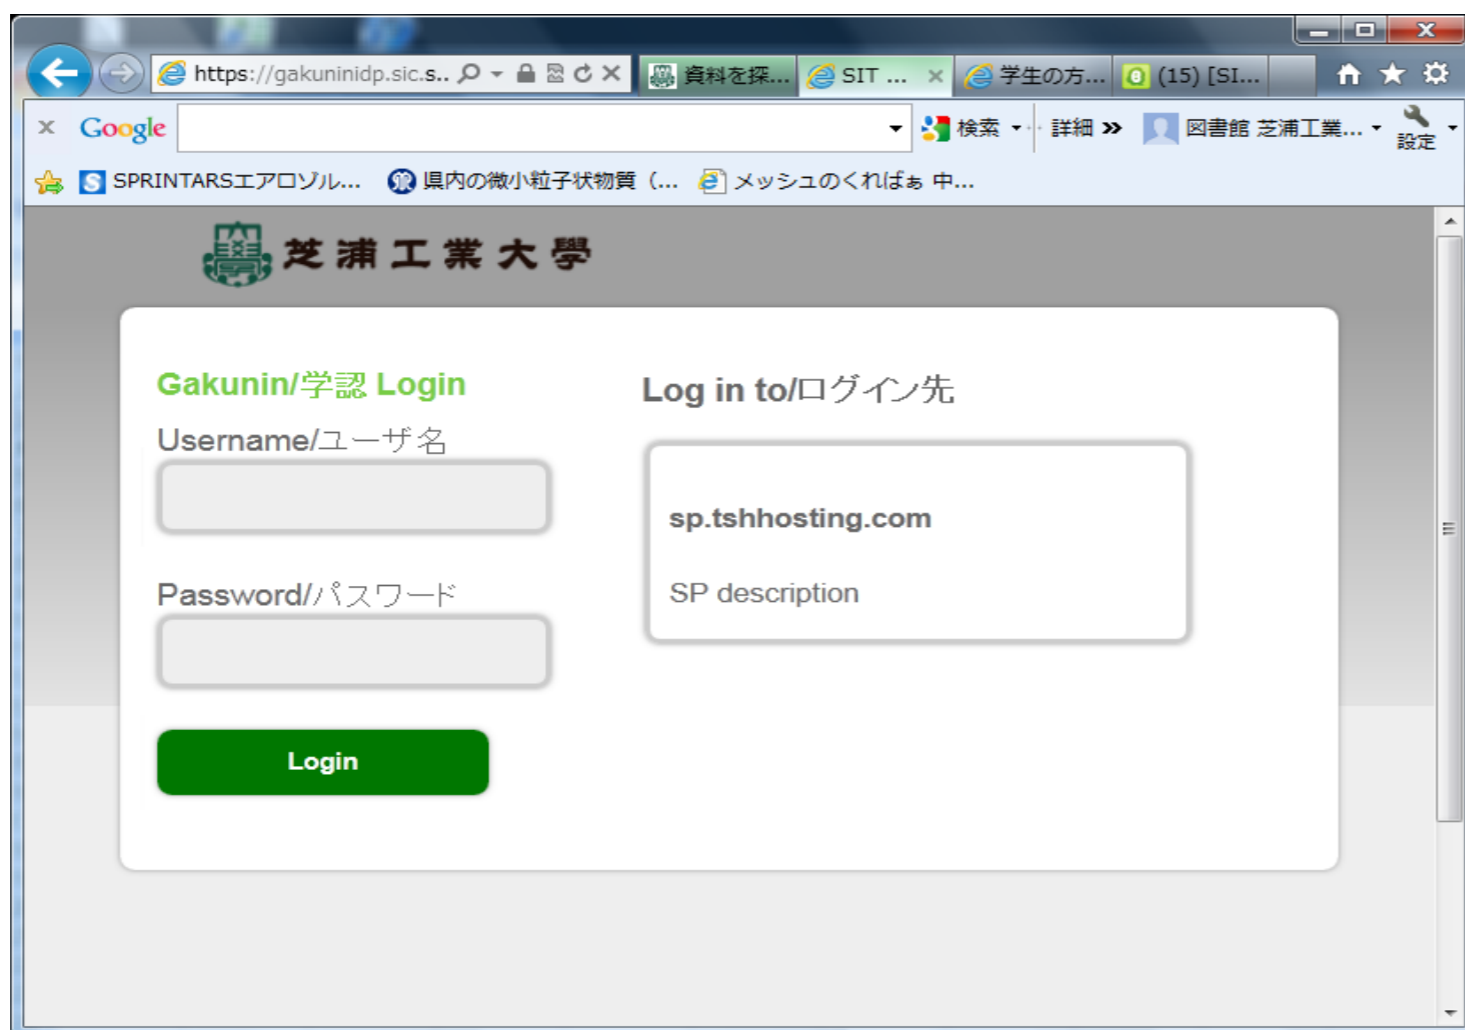 https://gakuninidp.sic.s.. 資料を探... SIT ... 学生の方... (15) [SI...
Google 検索 詳細 図書館 芝浦工業... 設定
SPRINTARSエアロゾル... 県内の微小粒子状物質（... メッシュのくればぁ 中...
芝浦工業大學
Gakunin/学認 Login
Log in to/ログイン先
Username/ユーザ名
sp.tshhosting.com
Password/パスワード
SP description
Login